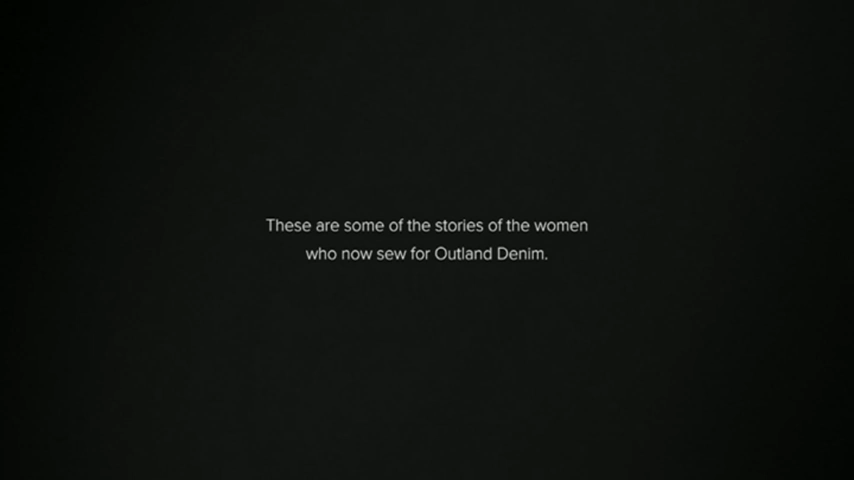 These are some of the stories of the women
who now sew for Outland Denim.